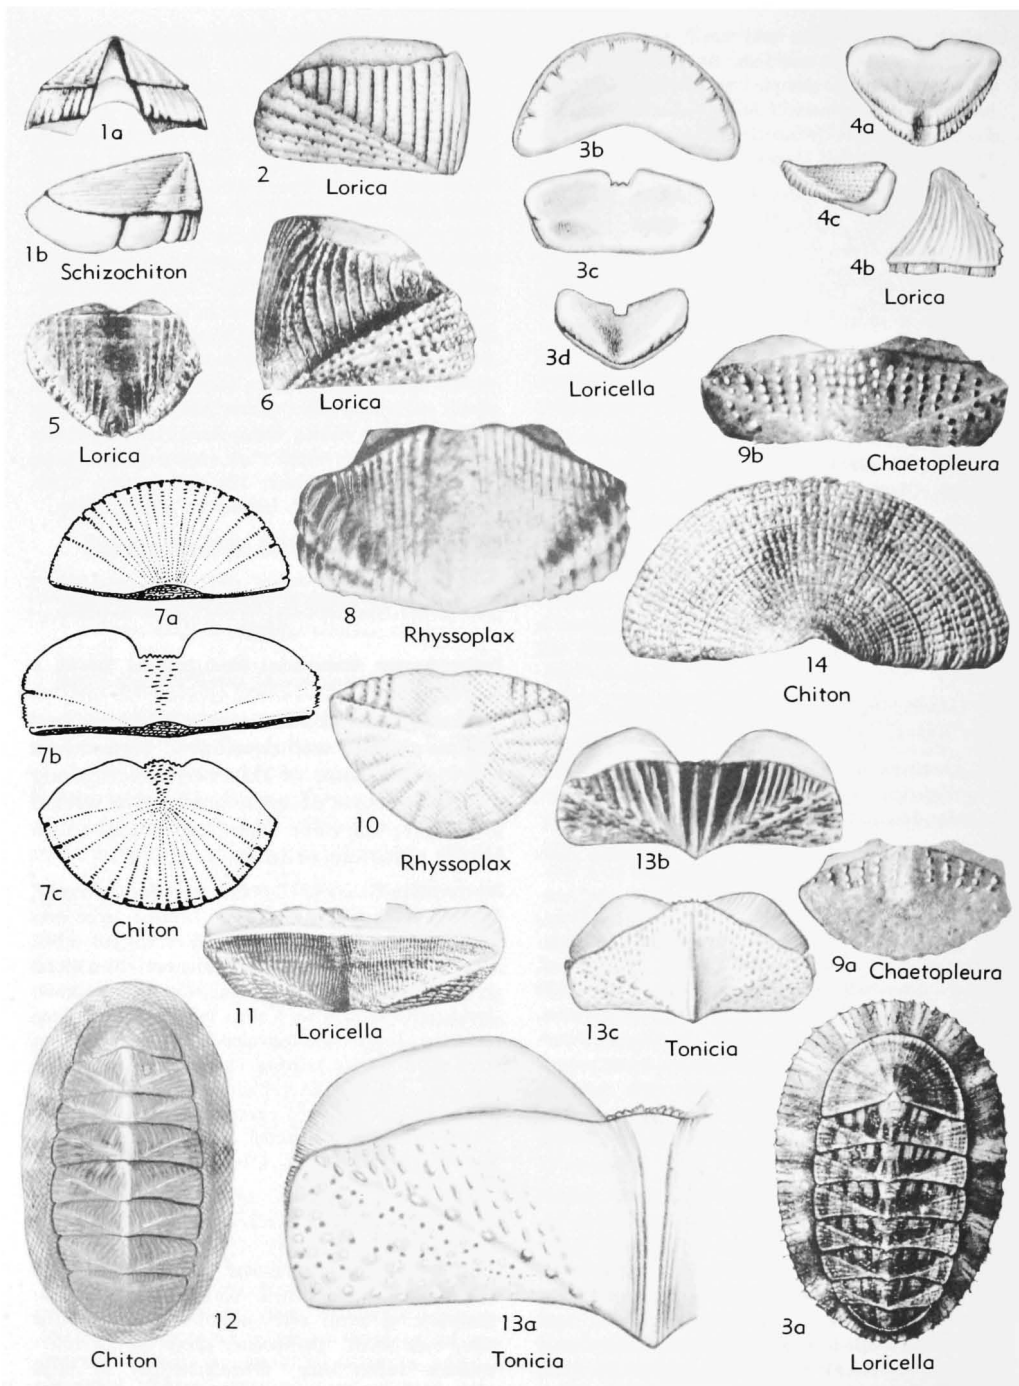 1a
1b
Schizochiton
2
Lorica
3b
3c
3d
Loricella
4a
4c
4b
Lorica
5
Lorica
6
Lorica
9b
Chaetopleura
7a
7b
7c
Chiton
8
Rhyssoplax
14
Chiton
10
Rhyssoplax
13b
13c
Tonicia
9a
Chaetopleura
11
Loricella
12
Chiton
13a
Tonicia
3a
Loricella